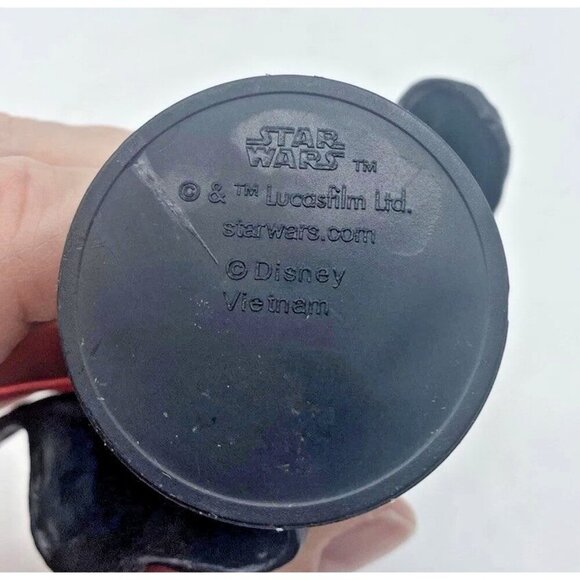 STAR
WARS ™
© & ™ Lucasfilm Ltd.
starwars.com
© Disney
Vietnam